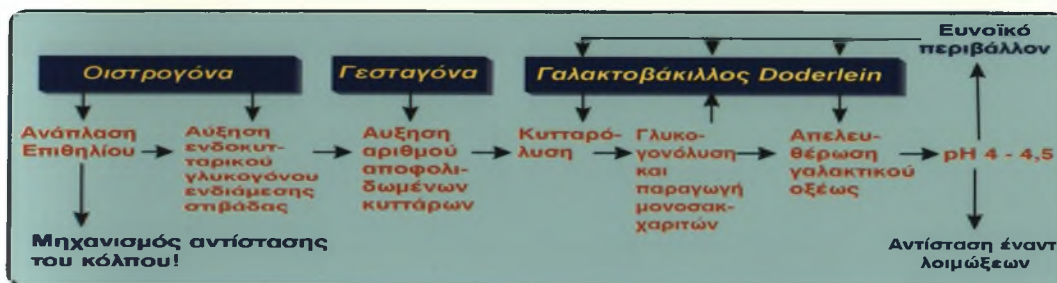 Ευνοϊκό
περιβάλλον
Οιστρογόνα
Γεσταγόνα
Γαλακτοβάκιλλος Doderlein
Ανάπλαση
Επιθηλίου
Αύξηση
ενδοκυτ-
ταρικού
γλυκογόνου
ενδιάμεσης
στιβάδας
Αυξηση
αριθμού
αποφολι-
δωμένων
κυττάρων
Κυτταρό-
λυση
Γλυκο-
γονόλυση
και
παραγωγή
μονοσακ-
χαριτών
Απελευ-
θέρωση
γαλακτικού
οξέως
pH 4 - 4,5
Μηχανισμός αντίστασης
του κόλπου!
Αντίσταση έναντ
λοιμώξεων